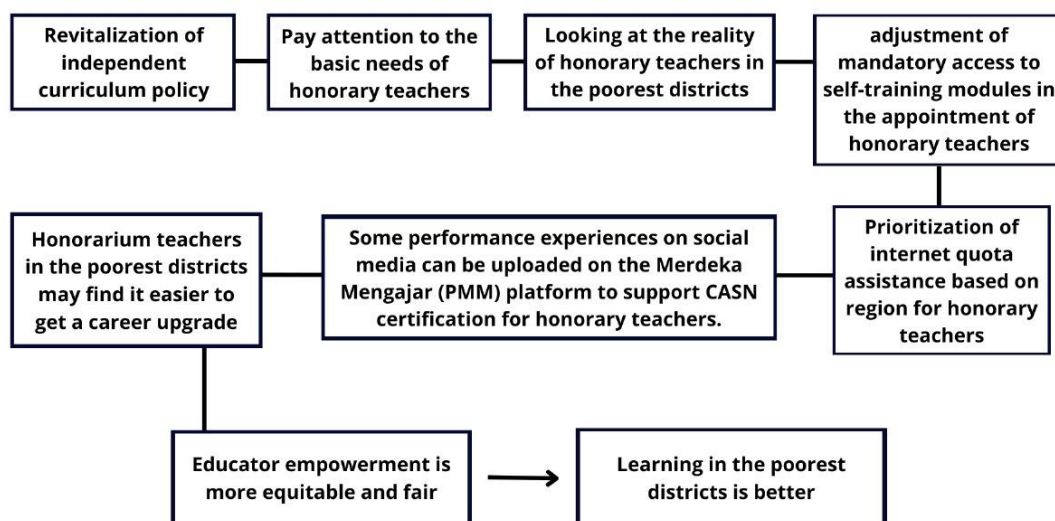 Revitalization of
independent
curriculum policy
Pay attention to the
basic needs of
honorary teachers
Looking at the reality
of honorary teachers in
the poorest districts
adjustment of
mandatory access to
self-training modules in
the appointment of
honorary teachers
Prioritization of
internet quota
assistance based on
region for honorary
teachers
Some performance experiences on social
media can be uploaded on the Merdeka
Mengajar (PMM) platform to support CASN
certification for honorary teachers.
Honorarium teachers
in the poorest districts
may find it easier to
get a career upgrade
Educator empowerment is
more equitable and fair
Learning in the poorest
districts is better